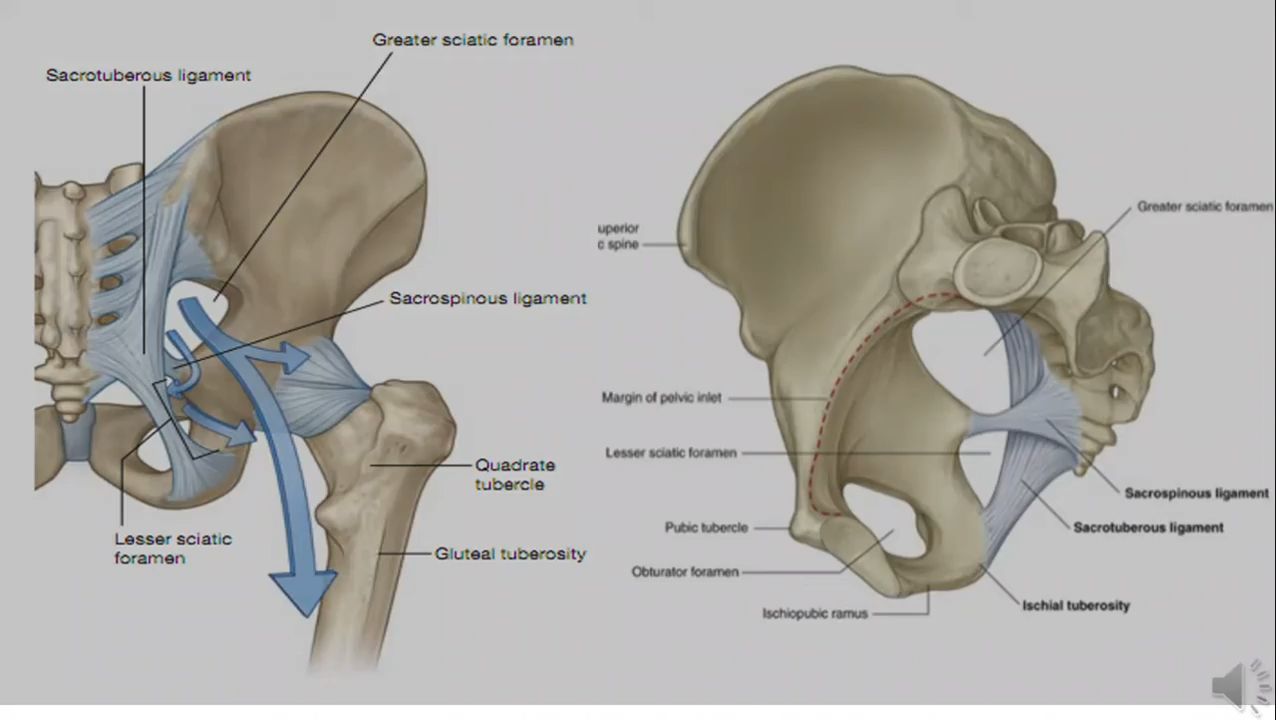 Greater sciatic foramen
Sacrotuberous ligament
Sacrospinous ligament
Quadrate
tubercle
Lesser sciatic
foramen
Gluteal tuberosity
Greater sciatic foramen
uperior
c spine
Margin of pelvic inlet
Lesser sciatic foramen
Sacrospinous ligament
Pubic tubercle
Sacrotuberous ligament
Obturator foramen
Ischiopubic ramus
Ischial tuberosity